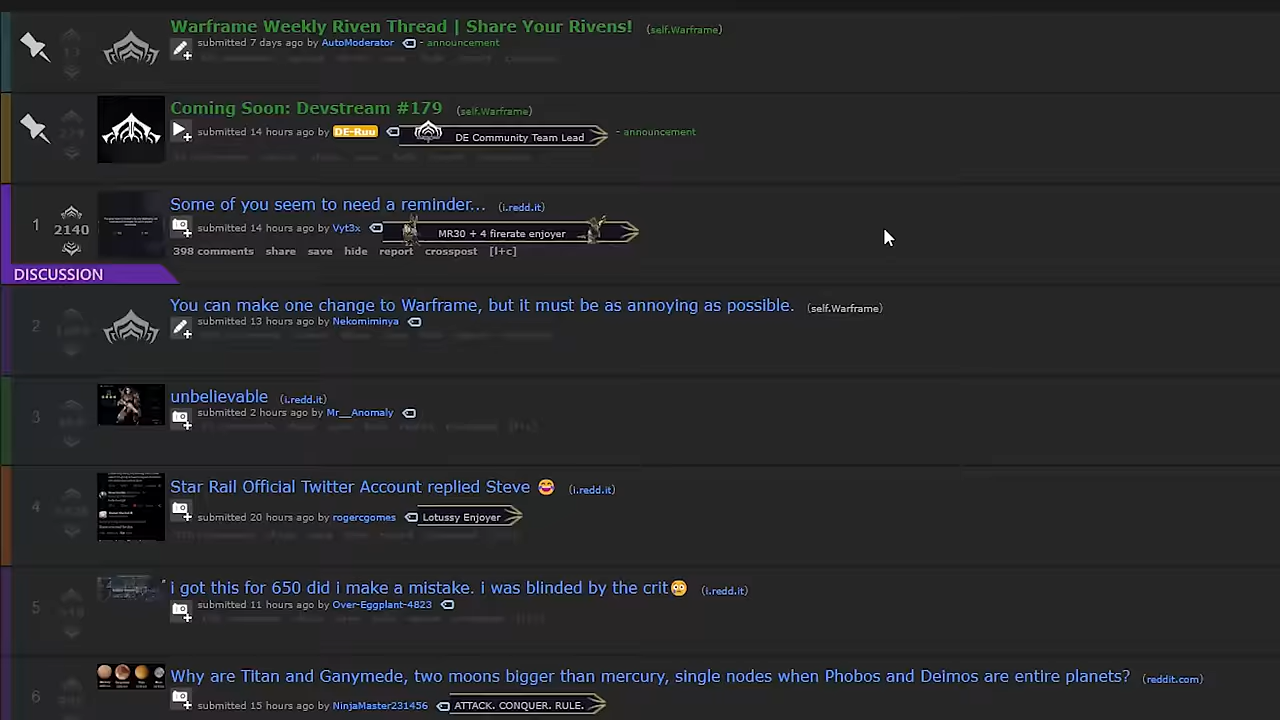 Warframe Weekly Riven Thread | Share Your Rivens! (self.Warframe)
submitted 7 days ago by AutoModerator - announcement
Coming Soon: Devstream #179 (self.Warframe)
submitted 14 hours ago by DE-Ruu DE Community Team Lead - announcement
1
2140
Some of you seem to need a reminder... (i.redd.it)
submitted 14 hours ago by Vyt3x MR30 + 4 firerate enjoyer
398 comments share save hide report crosspost [l+c]
DISCUSSION
2
You can make one change to Warframe, but it must be as annoying as possible. (self.Warframe)
submitted 13 hours ago by Nekomiminya
3
unbelievable (i.redd.it)
submitted 2 hours ago by Mr__Anomaly
4
Star Rail Official Twitter Account replied Steve 😂 (i.redd.it)
submitted 20 hours ago by rogercgomes Lotussy Enjoyer
5
i got this for 650 did i make a mistake. i was blinded by the crit😳 (i.redd.it)
submitted 11 hours ago by Over-Eggplant-4823
6
Why are Titan and Ganymede, two moons bigger than mercury, single nodes when Phobos and Deimos are entire planets? (reddit.com)
submitted 15 hours ago by NinjaMaster231456 ATTACK. CONQUER. RULE.